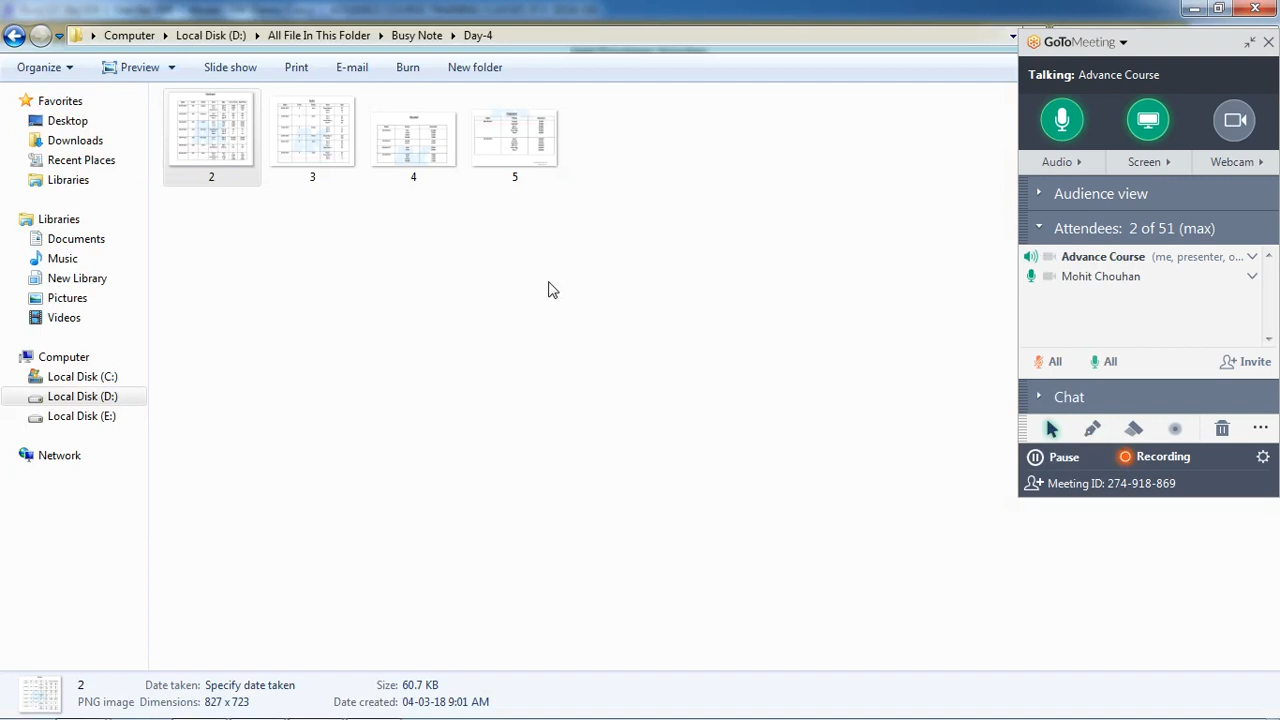 Computer
Local Disk (D:)
All File In This Folder
Busy Note
Day-4
Organize
Preview
Slide show
Print
E-mail
Burn
New folder
Favorites
Desktop
Downloads
Recent Places
Libraries
Libraries
Documents
Music
New Library
Pictures
Videos
Computer
Local Disk (C:)
Local Disk (D:)
Local Disk (E:)
Network
2
3
4
5
GoToMeeting
Talking: Advance Course
Audio
Screen
Webcam
Audience view
Attendees: 2 of 51 (max)
Advance Course (me, presenter, o...
Mohit Chouhan
All
All
Invite
Chat
Pause
Recording
Meeting ID: 274-918-869
2
Date taken: Specify date taken
Size: 60.7 KB
PNG image
Dimensions: 827 x 723
Date created: 04-03-18 9:01 AM